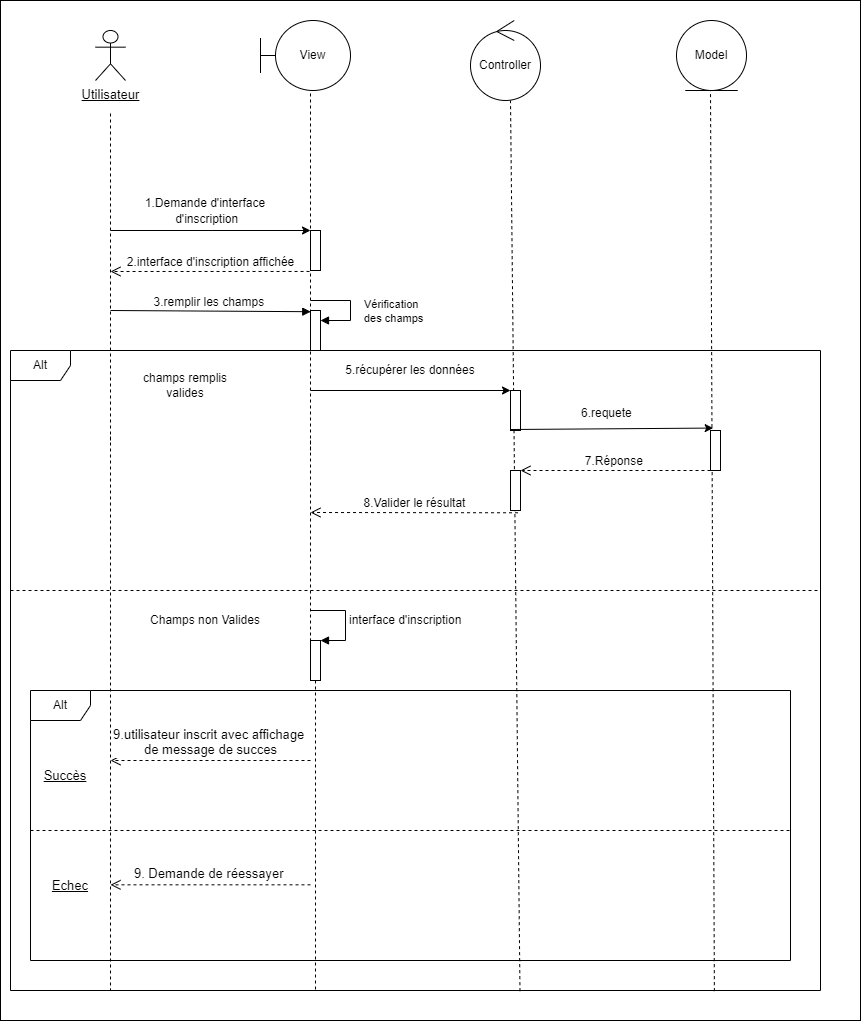 View
Controller
Model
Utilisateur
1.Demande d'interface
d'inscription
2.interface d'inscription affichée
3.remplir les champs
Vérification
des champs
Alt
champs remplis
valides
5.récupérer les données
6.requete
7.Réponse
8.Valider le résultat
Champs non Valides
interface d'inscription
Alt
9.utilisateur inscrit avec affichage
de message de succes
Succès
9. Demande de réessayer
Echec